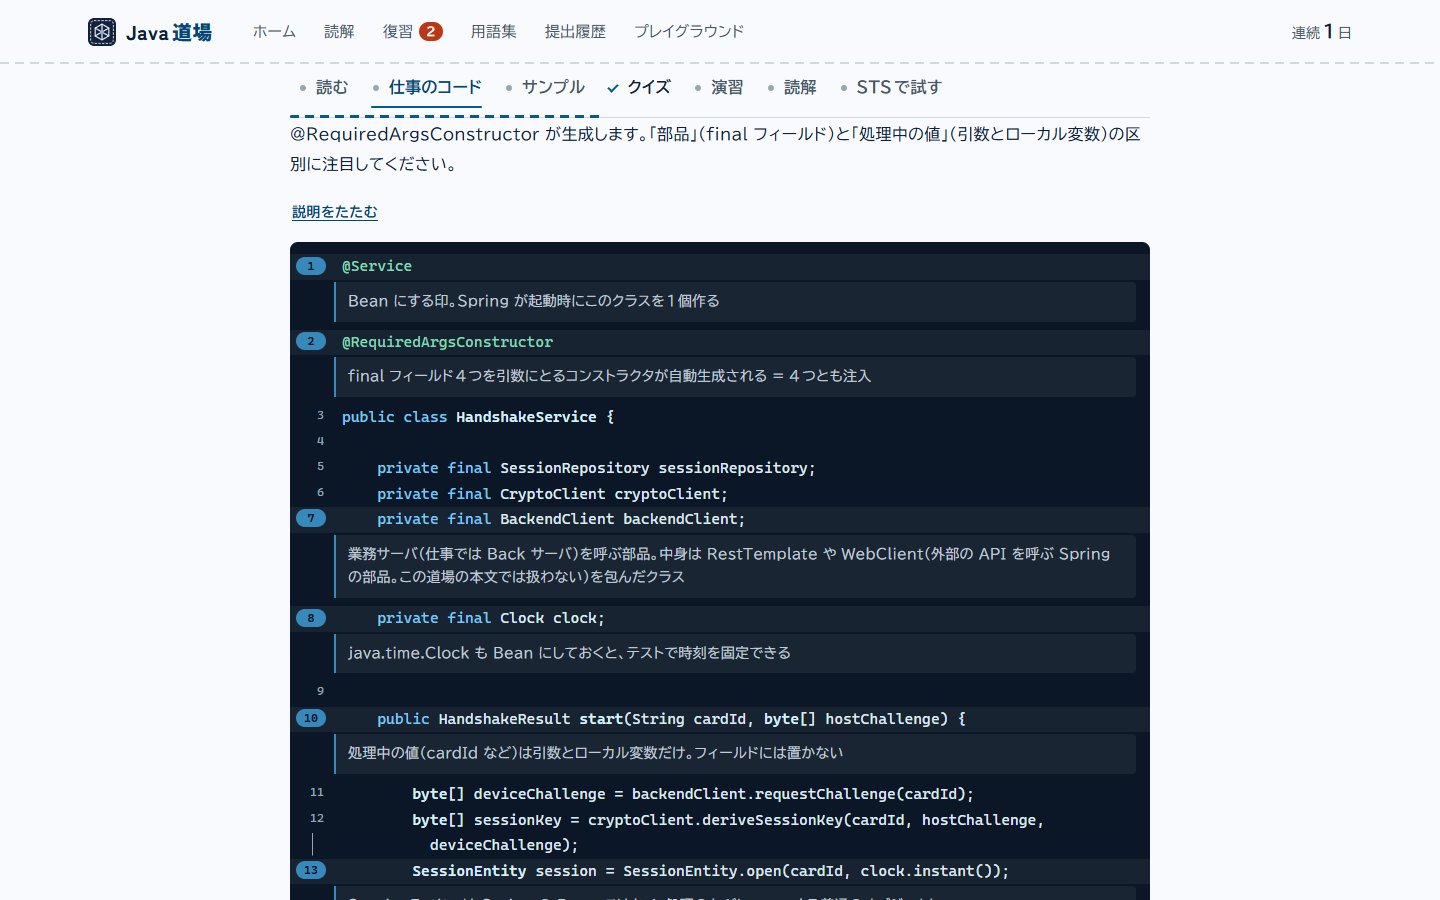 Java道場 ホーム 読解 復習 2 用語集 提出履歴 プレイグラウンド 連続 1 日
読む 仕事のコード サンプル クイズ 演習 読解 STSで試す
@RequiredArgsConstructor が生成します。「部品」(final フィールド)と「処理中の値」(引数とローカル変数)の区
別に注目してください。
説明をたたむ
1 @Service
Bean にする印。Spring が起動時にこのクラスを1個作る
2 @RequiredArgsConstructor
final フィールド4つを引数にとるコンストラクタが自動生成される = 4つとも注入
3 public class HandshakeService {
4
5 private final SessionRepository sessionRepository;
6 private final CryptoClient cryptoClient;
7 private final BackendClient backendClient;
業務サーバ(仕事では Back サーバ)を呼ぶ部品。中身は RestTemplate や WebClient(外部の API を呼ぶ Spring
の部品。この道場の本文では扱わない)を包んだクラス
8 private final Clock clock;
java.time.Clock も Bean にしておくと、テストで時刻を固定できる
9
10 public HandshakeResult start(String cardId, byte[] hostChallenge) {
処理中の値(cardId など)は引数とローカル変数だけ。フィールドには置かない
11 byte[] deviceChallenge = backendClient.requestChallenge(cardId);
12 byte[] sessionKey = cryptoClient.deriveSessionKey(cardId, hostChallenge,
deviceChallenge);
13 SessionEntity session = SessionEntity.open(cardId, clock.instant());